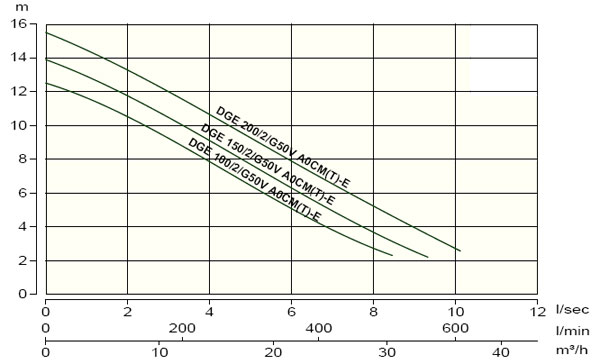 m
16
14
12
10
8
6
4
2
0
DGE 200/2/G50V A0CM(T)-E
DGE 150/2/G50V A0CM(T)-E
DGE 100/2/G50V A0CM(T)-E
0 2 4 6 8 10 12 l/sec
0 200 400 600 l/min
0 10 20 30 40 m³/h